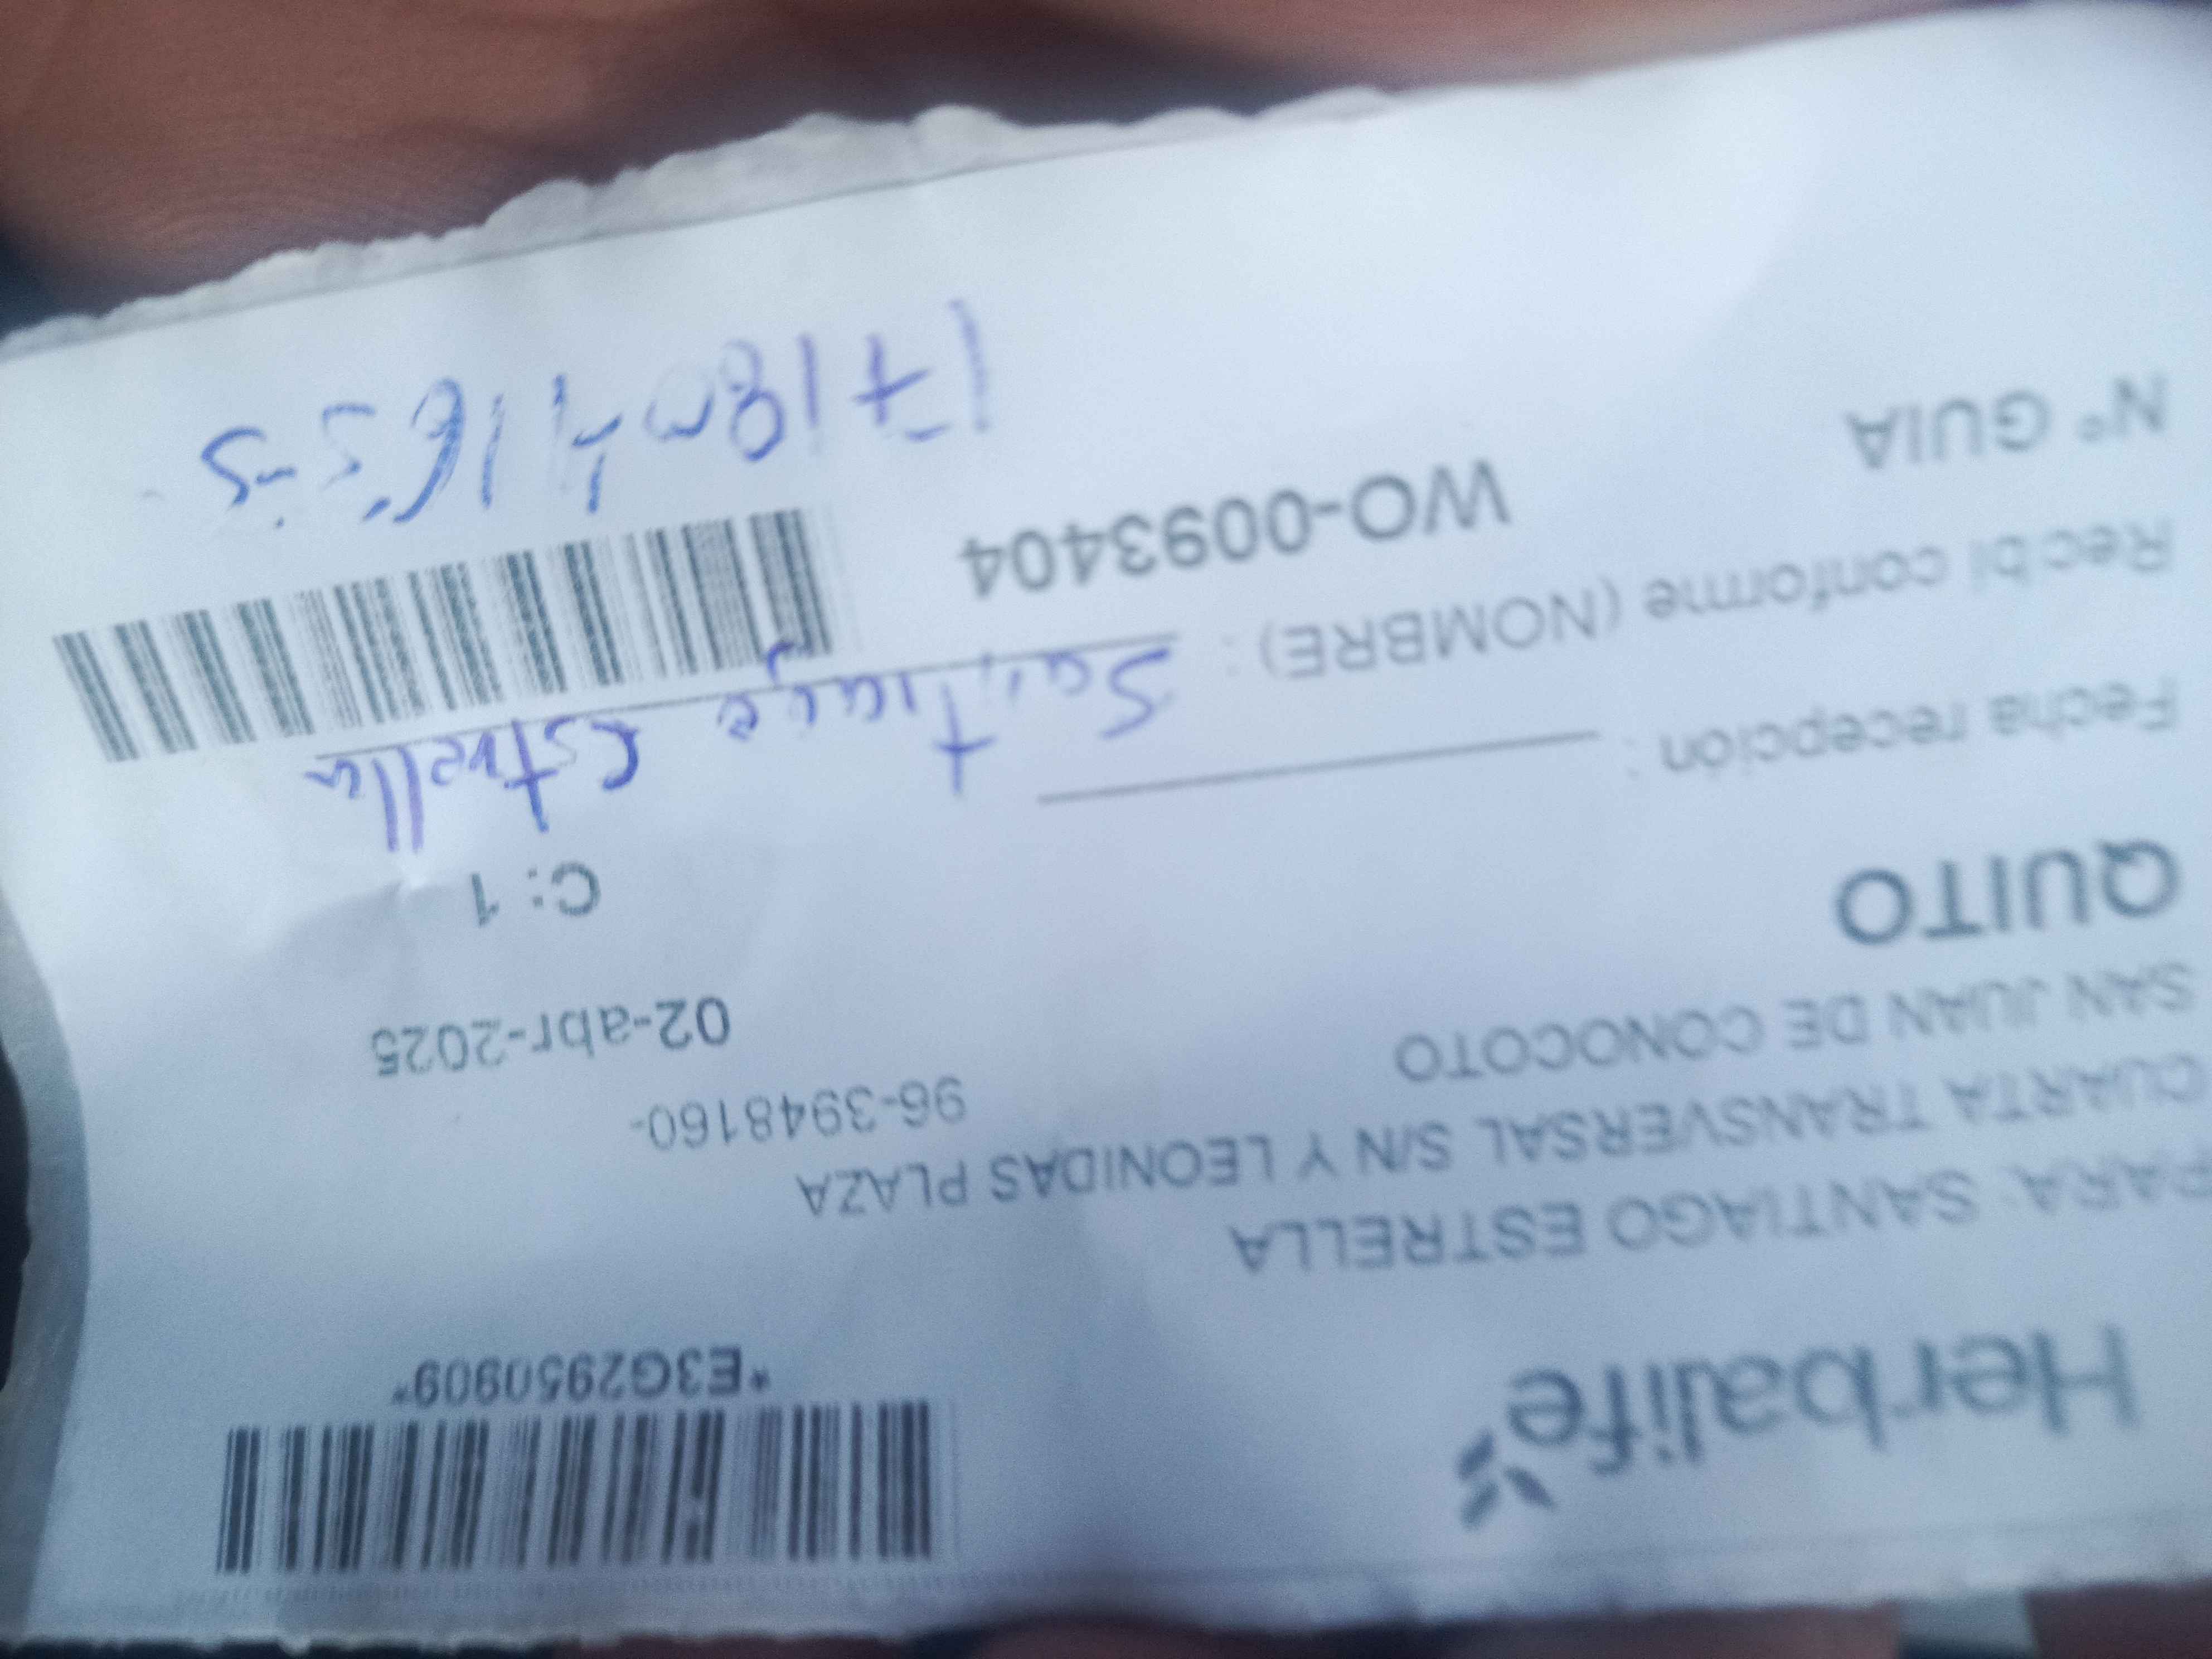 Herbalife
*E3G2950909*
PARA: SANTIAGO ESTRELLA
CUARTA TRANSVERSAL S/N Y LEONIDAS PLAZA
SAN JUAN DE CONOCOTO
96-3948160-
QUITO
02-abr-2025
C: 1
Fecha recepción :
Recibi conforme (NOMBRE) : Santiago Estrella
Nº GUIA
WO-0093404